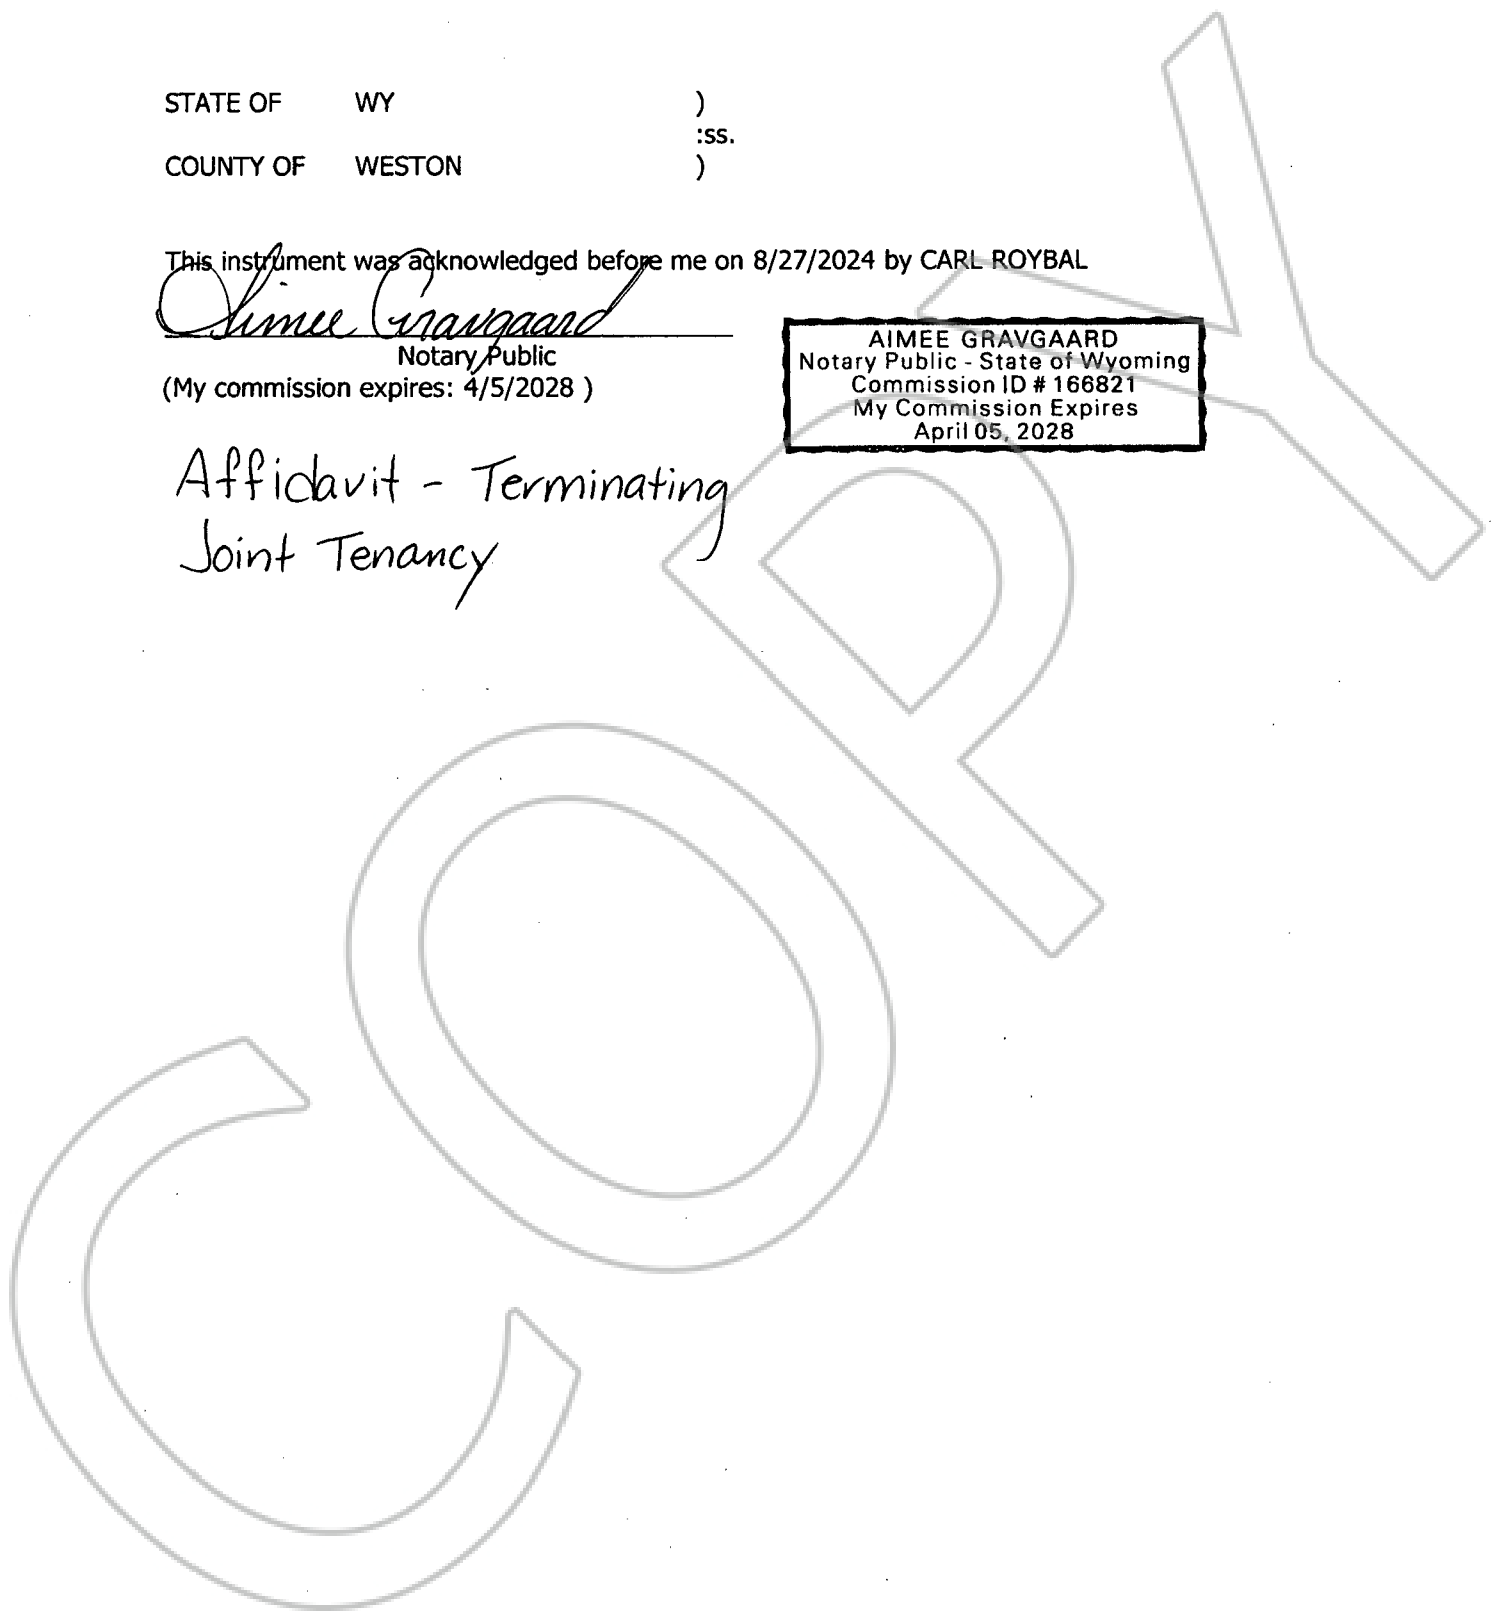 STATE OF WY )
:ss.
COUNTY OF WESTON )
This instrument was acknowledged before me on 8/27/2024 by CARL ROYBAL
Aimee Gravgaard
Notary Public
(My commission expires: 4/5/2028 )
AIMEE GRAVGAARD
Notary Public - State of Wyoming
Commission ID # 166821
My Commission Expires
April 05, 2028
Affidavit - Terminating
Joint Tenancy
COPY